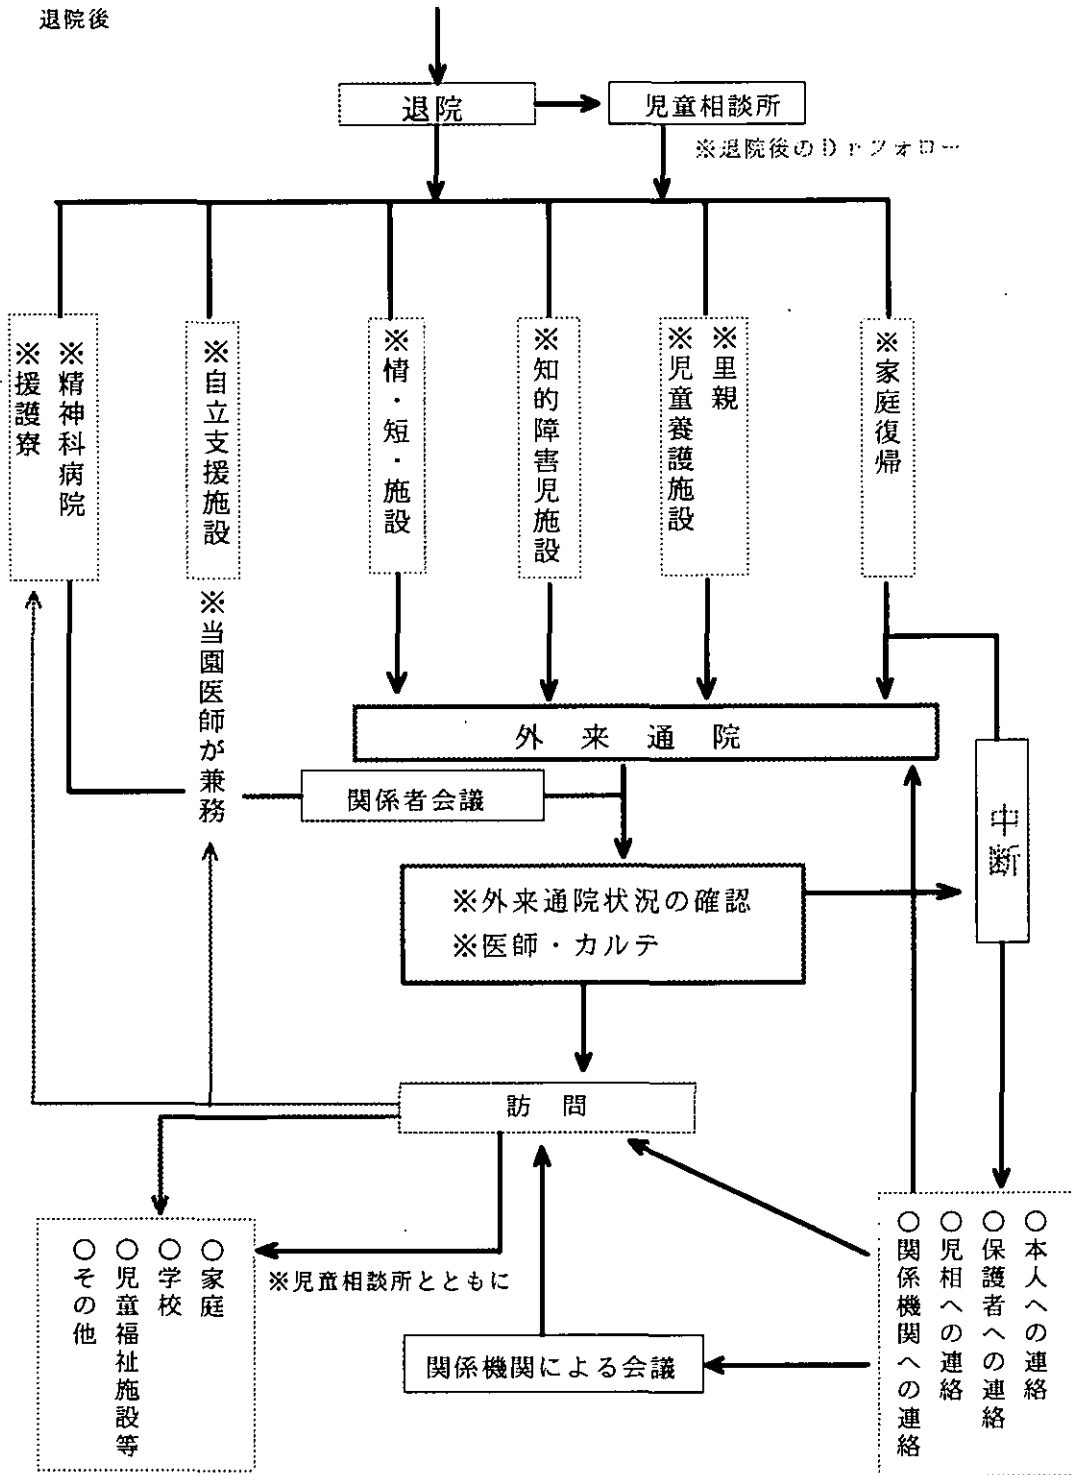 退院後
退院
児童相談所
※退院後のDrフォロー
※精神科病院
※援護寮
※自立支援施設
※情・短・施設
※知的障害児施設
※里親
※児童養護施設
※家庭復帰
※当園医師が兼務
外来通院
関係者会議
中断
※外来通院状況の確認
※医師・カルテ
訪問
○家庭
○学校
○児童福祉施設等
○その他
※児童相談所とともに
関係機関による会議
○本人への連絡
○保護者への連絡
○児相への連絡
○関係機関への連絡